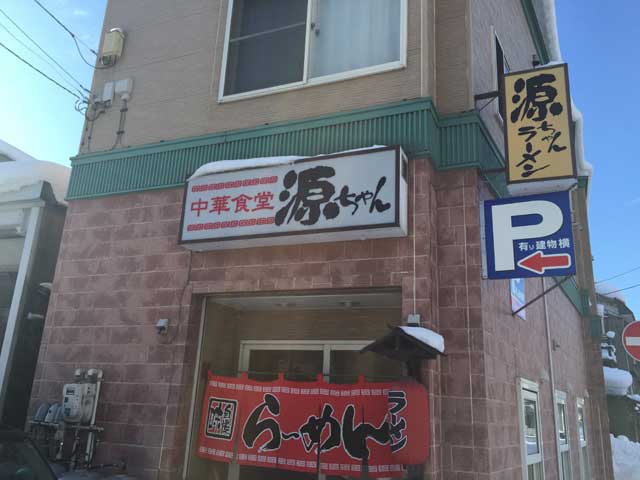 中華食堂 源ちゃん
源ちゃん
ラーメン
P
有り 建物横
らーめん
ラーメン